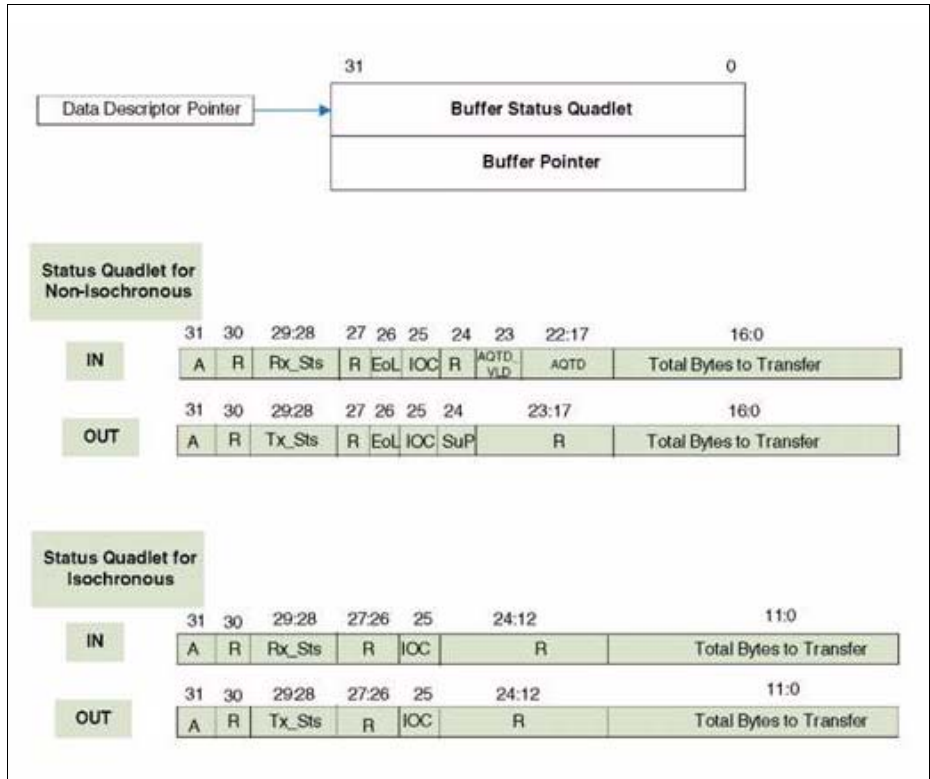 31 0
Data Descriptor Pointer
Buffer Status Quadlet
Buffer Pointer
Status Quadlet for
Non-Isochronous
31 30 29:28 27 26 25 24 23 22:17 16:0
IN A R Rx_Sts R EoL IOC R AQTD_ AQTD Total Bytes to Transfer
VLD
31 30 29:28 27 26 25 24 23:17 16:0
OUT A R Tx_Sts R EoL IOC SuP R Total Bytes to Transfer
Status Quadlet for
Isochronous
31 30 29:28 27:26 25 24:12 11:0
IN A R Rx_Sts R IOC R Total Bytes to Transfer
31 30 29:28 27:26 25 24:12 11:0
OUT A R Tx_Sts R IOC R Total Bytes to Transfer